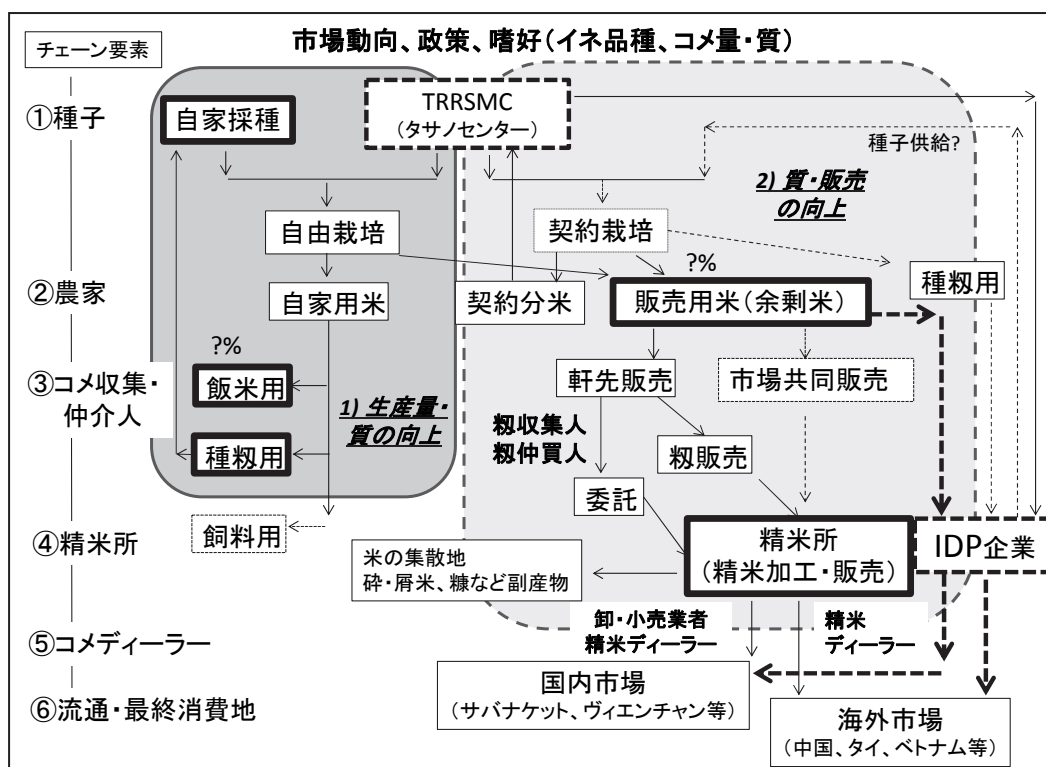 市場動向、政策、嗜好(イネ品種、コメ量・質)
チェーン要素
①種子
自家採種
TRRSMC
(タサノセンター)
種子供給?
2) 質・販売
の向上
自由栽培
契約栽培
②農家
自家用米
契約分米
?%
販売用米(余剰米)
種籾用
?%
③コメ収集・
仲介人
飯米用
1) 生産量・
質の向上
軒先販売
市場共同販売
籾収集人
籾仲買人
種籾用
籾販売
委託
④精米所
飼料用
精米所
(精米加工・販売)
IDP企業
米の集散地
砕・屑米、糠など副産物
⑤コメディーラー
卸・小売業者
精米ディーラー
精米
ディーラー
⑥流通・最終消費地
国内市場
(サバナケット、ヴィエンチャン等)
海外市場
(中国、タイ、ベトナム等)